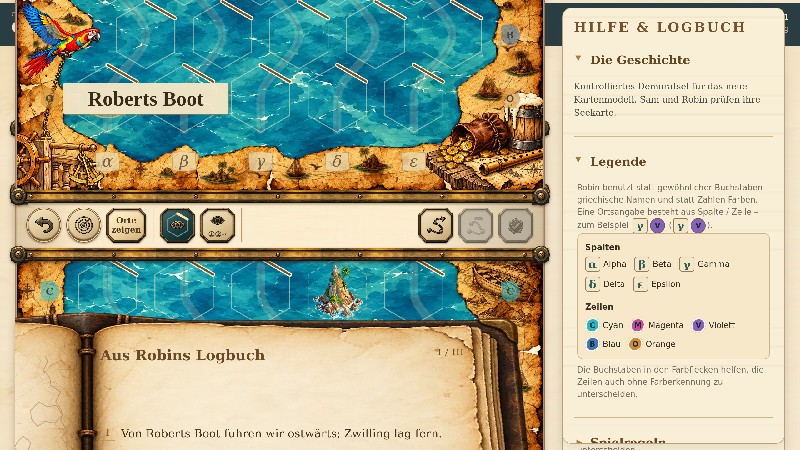 B
Roberts Boot
O
O
α β γ δ ε
Orte
zeigen
C
C
Aus Robins Logbuch
I / III
I Von Roberts Boot fuhren wir ostwärts; Zwilling lag fern.
HILFE & LOGBUCH
Die Geschichte
Kontrolliertes Demorätsel für das neue
Kartenmodell. Sam und Robin prüfen ihre
Seekarte.
Legende
Robin benutzt statt gewöhnlicher Buchstaben
griechische Namen und statt Zahlen Farben.
Eine Ortsangabe besteht aus Spalte / Zeile –
zum Beispiel γ V ( γ V ).
Spalten
α Alpha β Beta γ Gamma
δ Delta ε Epsilon
Zeilen
C Cyan M Magenta V Violett
B Blau O Orange
Die Buchstaben in den Farbflecken helfen, die
Zeilen auch ohne Farberkennung zu
unterscheiden.
Spielregeln
unterscheiden.